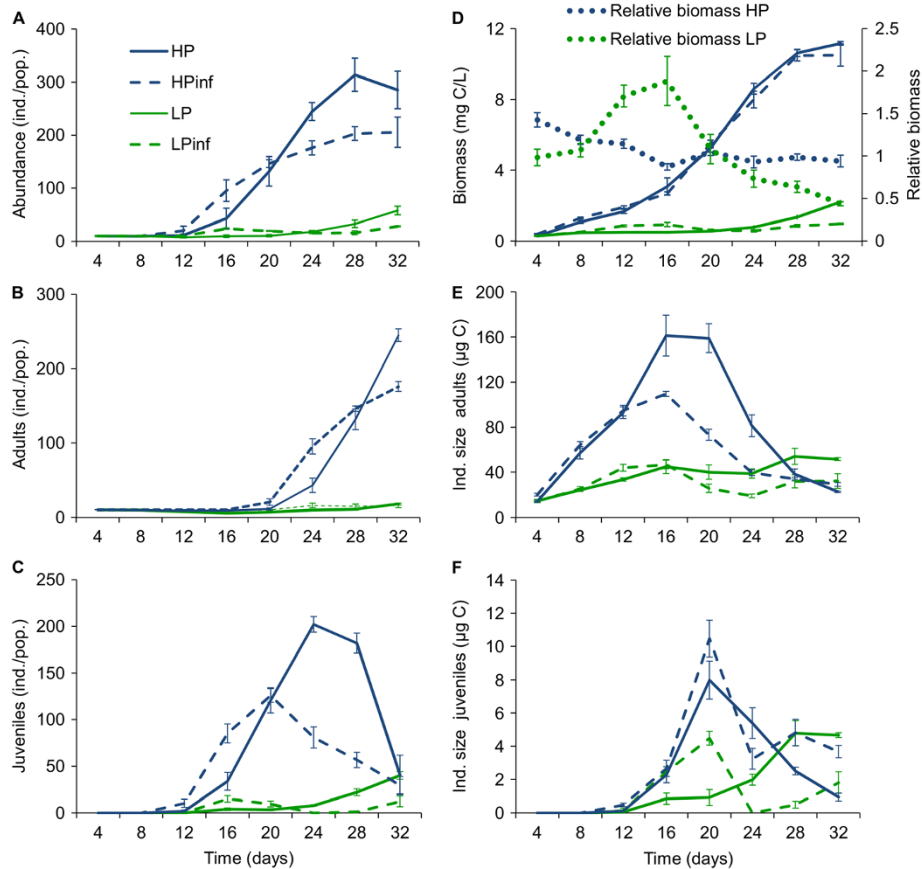 A
Abundance (ind./pop.)
400
300
200
100
0
HP
HPinf
LP
LPinf
4 8 12 16 20 24 28 32
B
Adults (ind./pop.)
300
200
100
0
4 8 12 16 20 24 28 32
C
Juveniles (ind./pop.)
250
200
150
100
50
0
4 8 12 16 20 24 28 32
Time (days)
D
Relative biomass HP
Relative biomass LP
Biomass (mg C/L)
12
8
4
0
2.5
2
1.5
1
0.5
0
Relative biomass
4 8 12 16 20 24 28 32
E
Ind. size adults (µg C)
200
160
120
80
40
0
4 8 12 16 20 24 28 32
F
Ind. size juveniles (µg C)
14
12
10
8
6
4
2
0
4 8 12 16 20 24 28 32
Time (days)